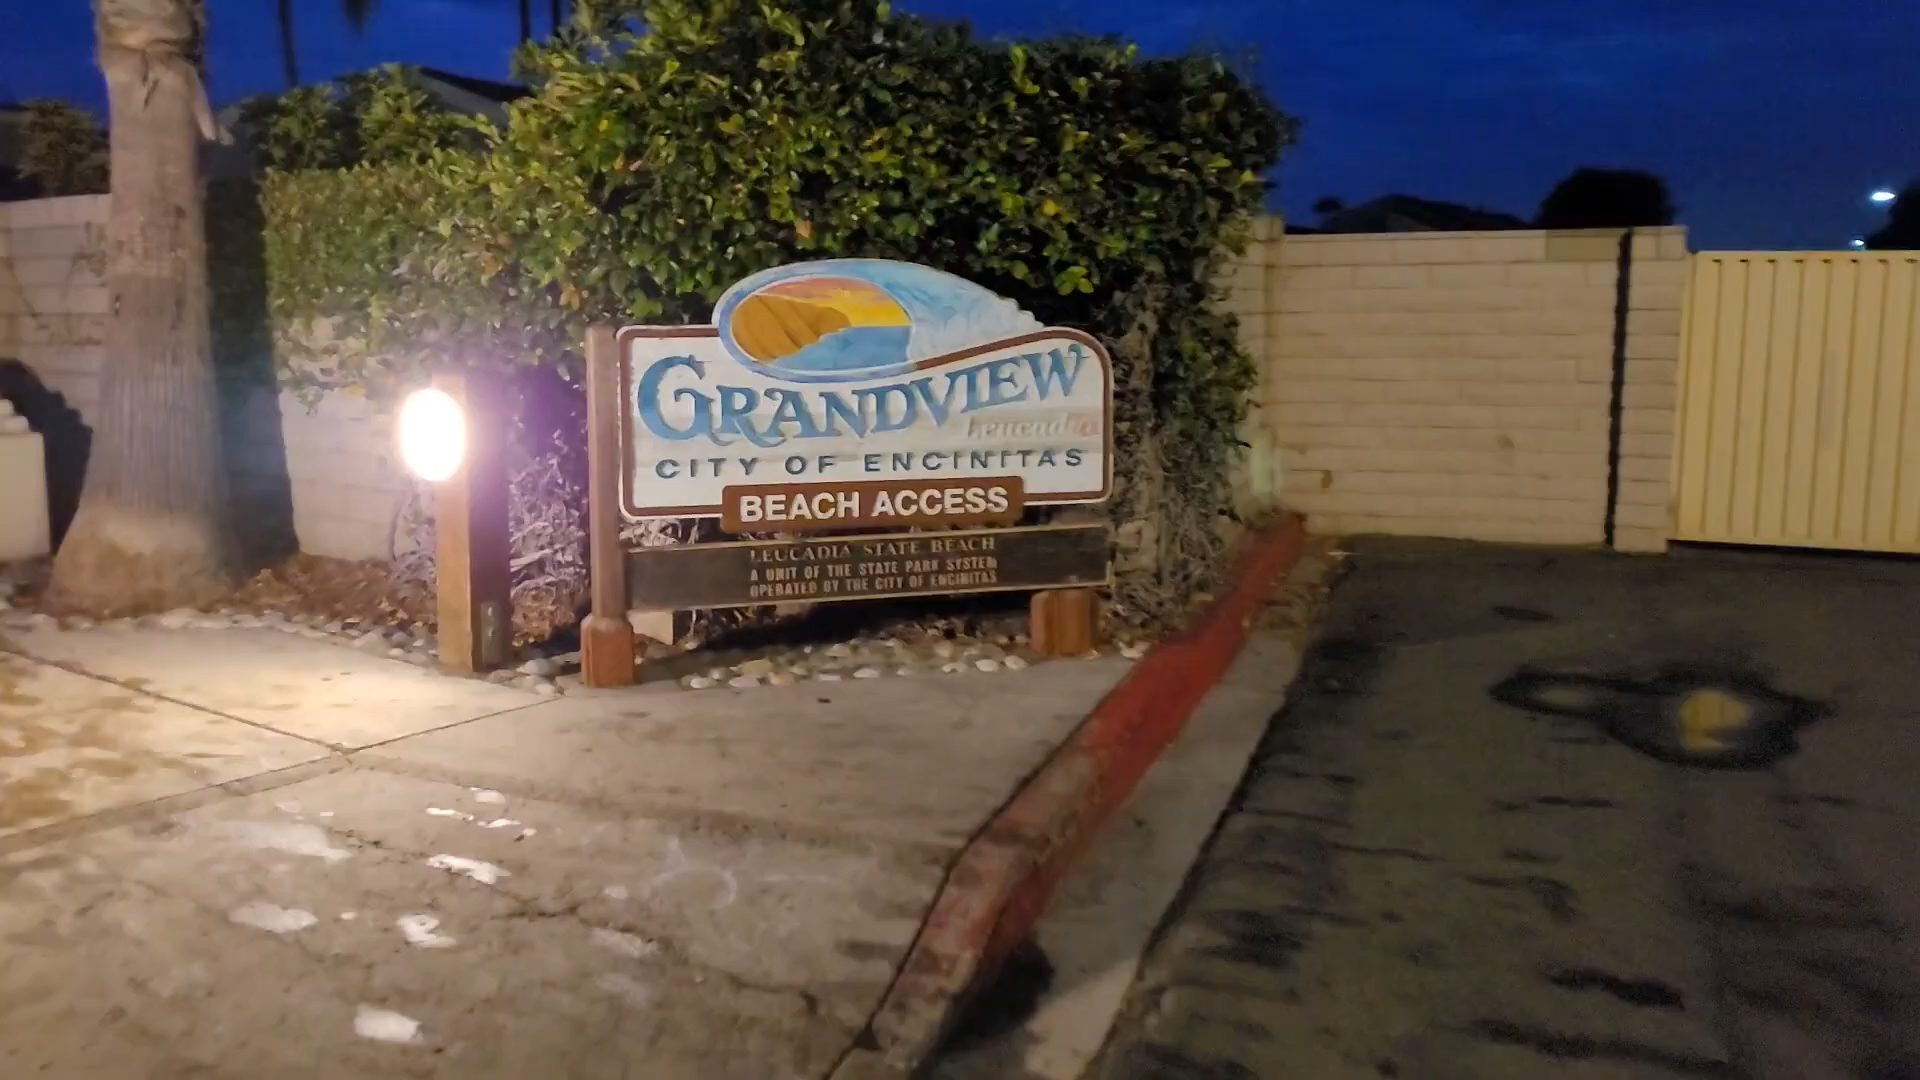 GRANDVIEW
Leucadia
CITY OF ENCINITAS
BEACH ACCESS
LEUCADIA STATE BEACH
A UNIT OF THE STATE PARK SYSTEM
OPERATED BY THE CITY OF ENCINITAS